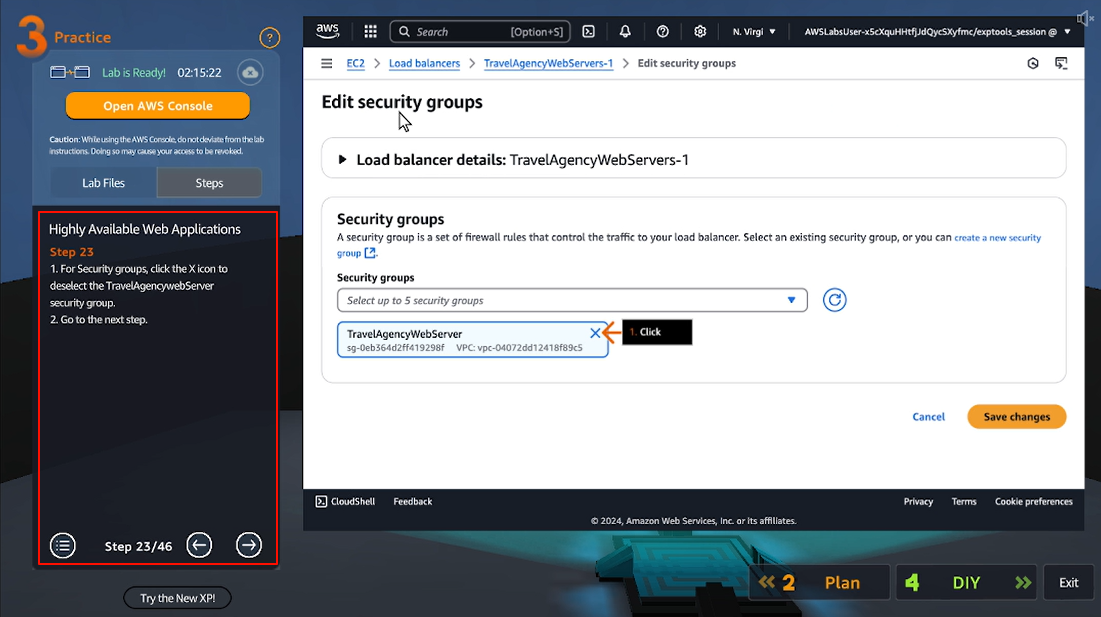 3 Practice
?
Lab is Ready! 02:15:22
Open AWS Console
Caution: While using the AWS Console, do not deviate from the lab
instructions. Doing so may cause your access to be revoked.
Lab Files
Steps
Highly Available Web Applications
Step 23
1. For Security groups, click the X icon to
deselect the TravelAgencywebServer
security group.
2. Go to the next step.
Step 23/46
Try the New XP!
aws
Search [Option+S]
N. Virgi
AWSLabsUser-x5cXquHHtfjJdQycSXyfmc/exptools_session @
EC2 > Load balancers > TravelAgencyWebServers-1 > Edit security groups
Edit security groups
Load balancer details: TravelAgencyWebServers-1
Security groups
A security group is a set of firewall rules that control the traffic to your load balancer. Select an existing security group, or you can create a new security
group.
Security groups
Select up to 5 security groups
TravelAgencyWebServer
sg-0eb364d2ff419298f VPC: vpc-04072dd12418f89c5
1. Click
Cancel
Save changes
CloudShell Feedback
Privacy Terms Cookie preferences
© 2024, Amazon Web Services, Inc. or its affiliates.
2 Plan
4 DIY
Exit